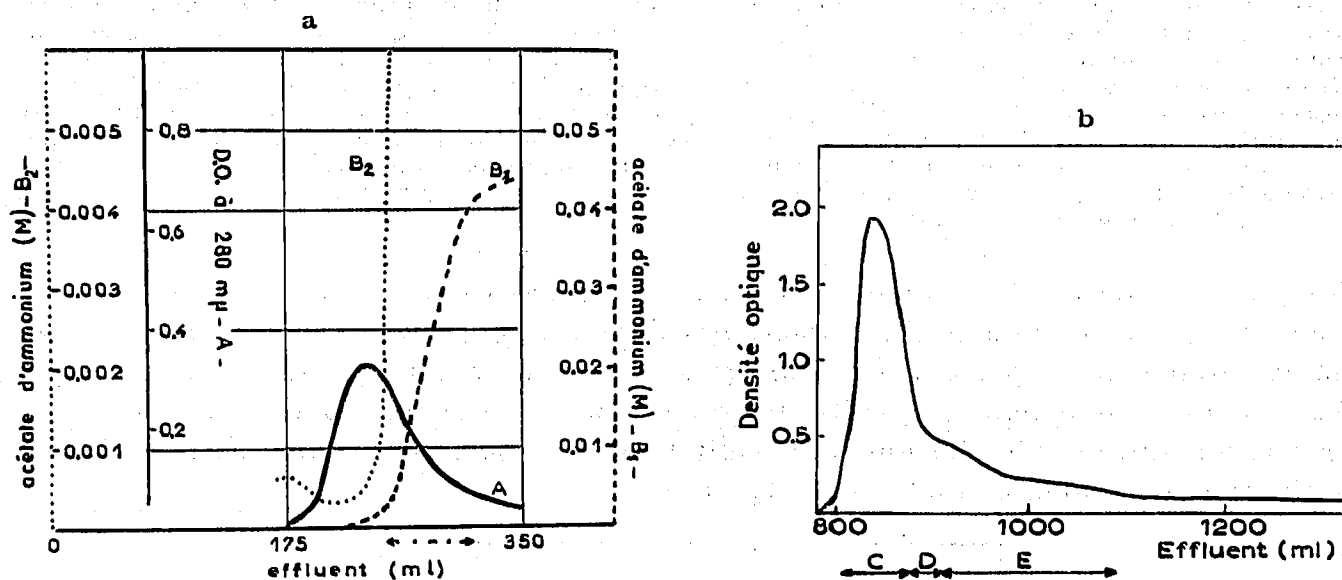 a
acétate d'ammonium (M)-B₂-
0.005
0.004
0.003
0.002
0.001
0,8
0,6
0,4
0,2
D.O. à 280 mμ - A -
B₂
B₁
A
0,05
0,04
0,03
0,02
0,01
acétate d'ammonium (M)-B₁-
0
175
350
effluent (ml)
b
Densité optique
2.0
1.5
1.0
0.5
800
1000
1200
Effluent (ml)
C
D
E